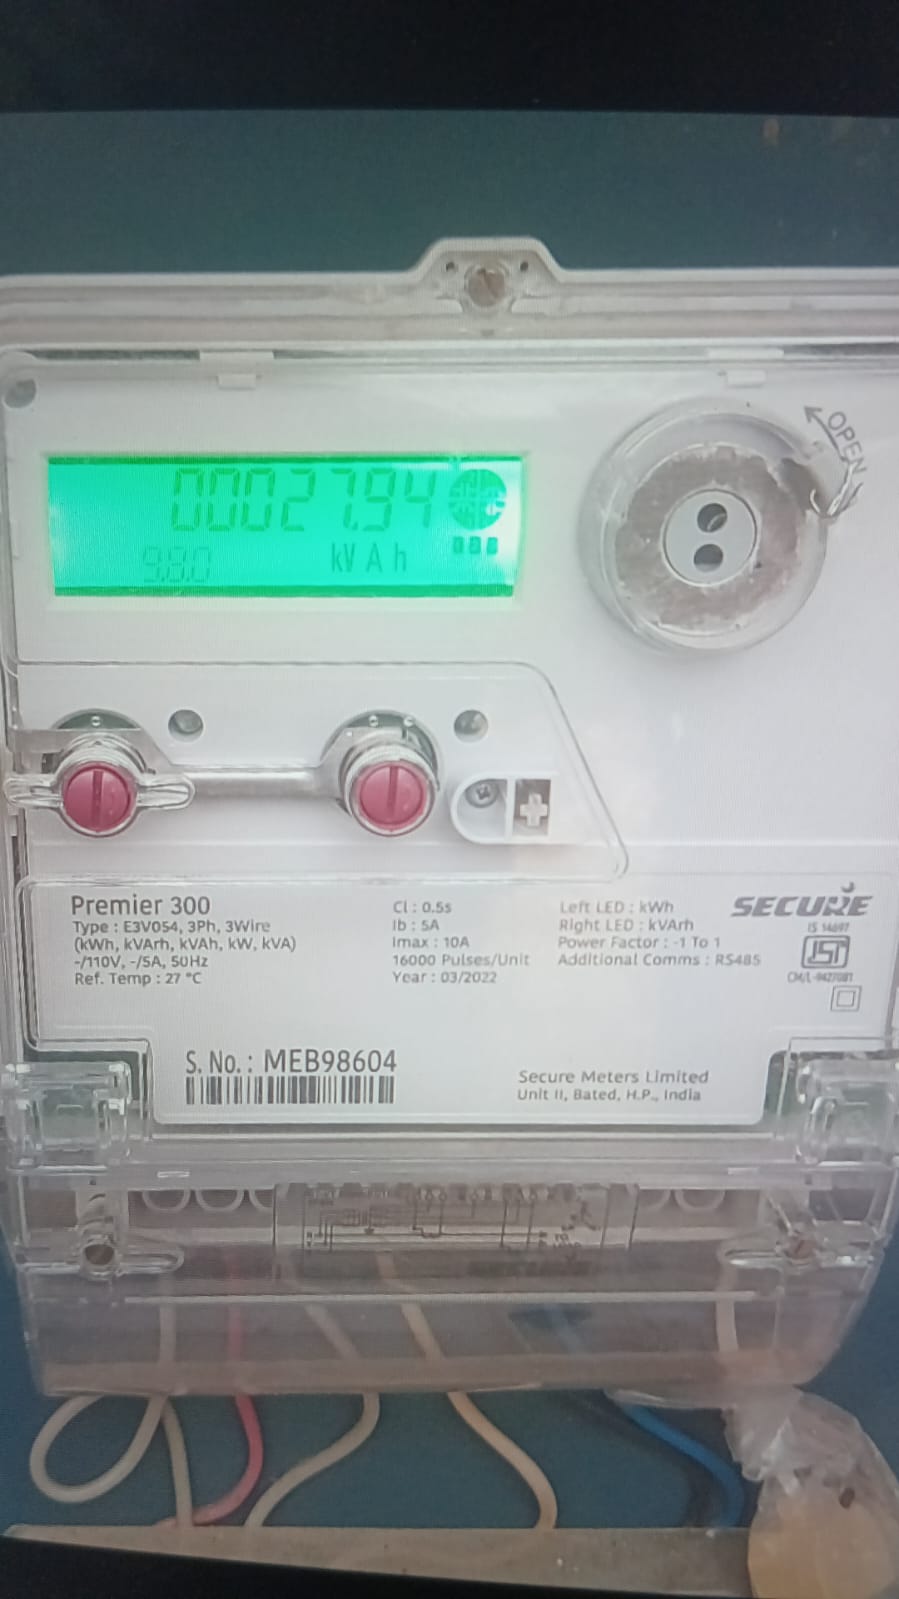 OPEN
00027.94
9.8.0 kVAh
Premier 300
Type : E3V054, 3Ph, 3Wire
(kWh, kVArh, kVAh, kW, kVA)
-/110V, -/5A, 50Hz
Ref. Temp : 27 °C
Cl : 0.5s
Ib : 5A
Imax : 10A
16000 Pulses/Unit
Year : 03/2022
Left LED : kWh
Right LED : kVArh
Power Factor : -1 To 1
Additional Comms : RS485
SECURE
IS 14697
ISI
CM/L-9427081
S. No. : MEB98604
Secure Meters Limited
Unit II, Bated, H.P., India